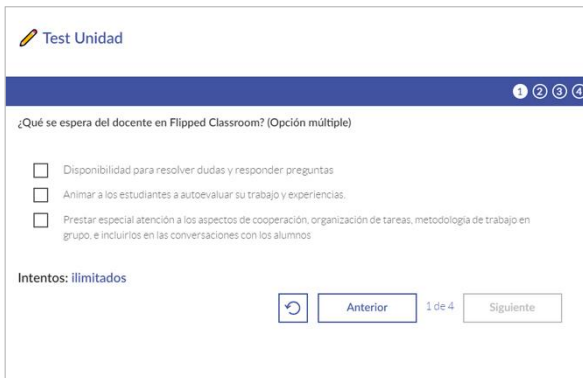 Test Unidad
1 2 3 4
¿Qué se espera del docente en Flipped Classroom? (Opción múltiple)
Disponibilidad para resolver dudas y responder preguntas
Animar a los estudiantes a autoevaluar su trabajo y experiencias.
Prestar especial atención a los aspectos de cooperación, organización de tareas, metodología de trabajo en
grupo, e incluirlos en las conversaciones con los alumnos
Intentos: ilimitados
Anterior 1 de 4 Siguiente